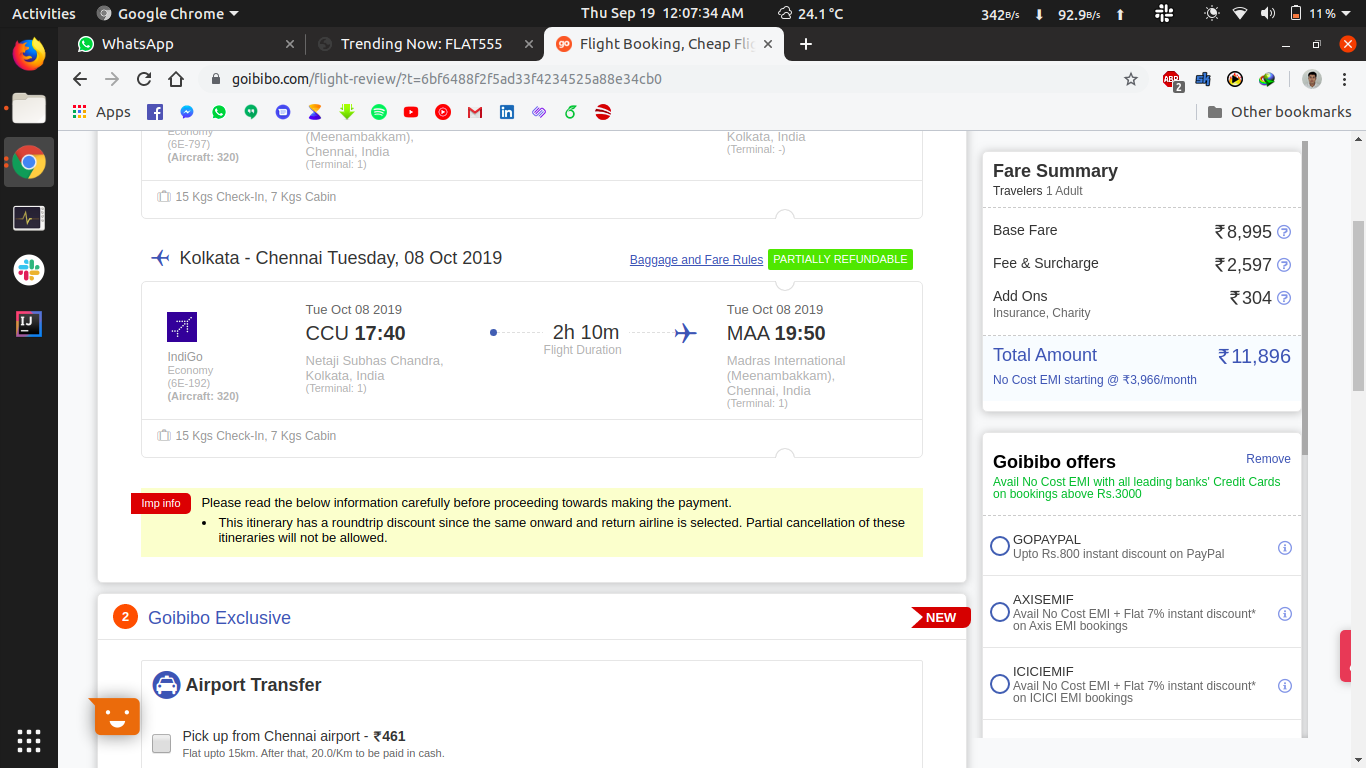 Activities
Google Chrome
Thu Sep 19 12:07:34 AM
24.1 °C
342B/s
92.9B/s
11 %
WhatsApp
Trending Now: FLAT555
go
Flight Booking, Cheap Flig
goibibo.com/flight-review/?t=6bf6488f2f5ad33f4234525a88e34cb0
ABP
2
Apps
Other bookmarks
Economy
(6E-797)
(Aircraft: 320)
(Meenambakkam),
Chennai, India
(Terminal: 1)
Kolkata, India
(Terminal: -)
15 Kgs Check-In, 7 Kgs Cabin
Kolkata - Chennai Tuesday, 08 Oct 2019
Baggage and Fare Rules
PARTIALLY REFUNDABLE
IndiGo
Economy
(6E-192)
(Aircraft: 320)
Tue Oct 08 2019
CCU 17:40
Netaji Subhas Chandra,
Kolkata, India
(Terminal: 1)
2h 10m
Flight Duration
Tue Oct 08 2019
MAA 19:50
Madras International
(Meenambakkam),
Chennai, India
(Terminal: 1)
15 Kgs Check-In, 7 Kgs Cabin
Imp info
Please read the below information carefully before proceeding towards making the payment.
• This itinerary has a roundtrip discount since the same onward and return airline is selected. Partial cancellation of these
itineraries will not be allowed.
2
Goibibo Exclusive
NEW
Airport Transfer
Pick up from Chennai airport - ₹461
Flat upto 15km. After that, 20.0/Km to be paid in cash.
Fare Summary
Travelers 1 Adult
Base Fare
₹8,995
?
Fee & Surcharge
₹2,597
?
Add Ons
₹304
?
Insurance, Charity
Total Amount
₹11,896
No Cost EMI starting @ ₹3,966/month
Goibibo offers
Remove
Avail No Cost EMI with all leading banks' Credit Cards
on bookings above Rs.3000
GOPAYPAL
Upto Rs.800 instant discount on PayPal
AXISEMIF
Avail No Cost EMI + Flat 7% instant discount*
on Axis EMI bookings
ICICIEMIF
Avail No Cost EMI + Flat 7% instant discount*
on ICICI EMI bookings
IJ